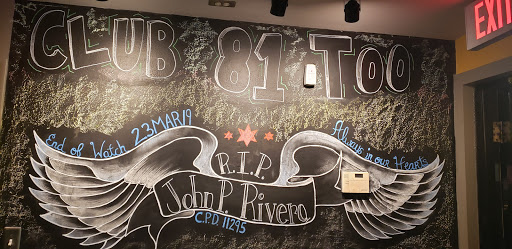 CLUB 81 TOO
EXIT
End of Watch 23MAR19
Always in our Hearts
R.I.P.
John P. Rivera
C.P.D. 11295